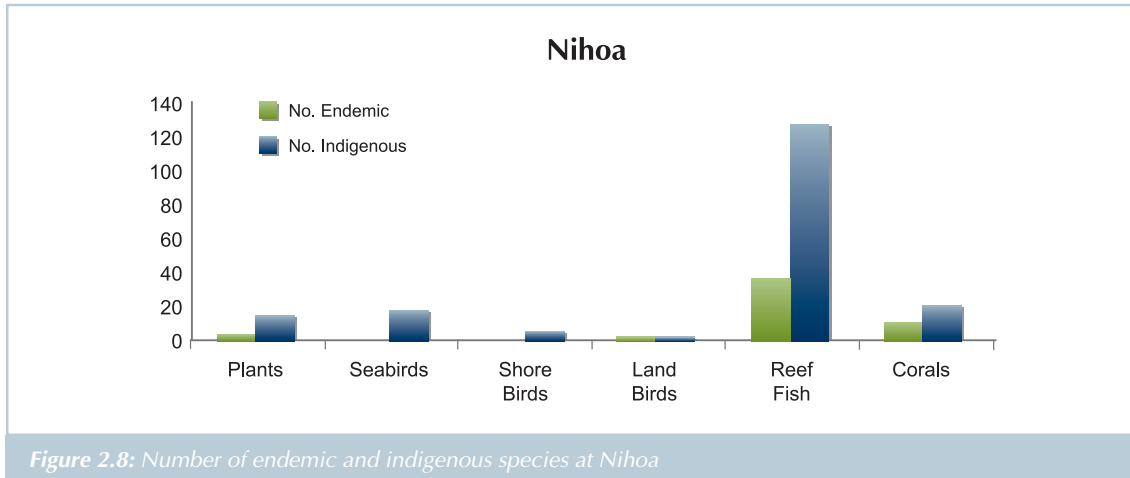 Nihoa
140
120
100
80
60
40
20
0
No. Endemic
No. Indigenous
Plants
Seabirds
Shore
Birds
Land
Birds
Reef
Fish
Corals
Figure 2.8: Number of endemic and indigenous species at Nihoa